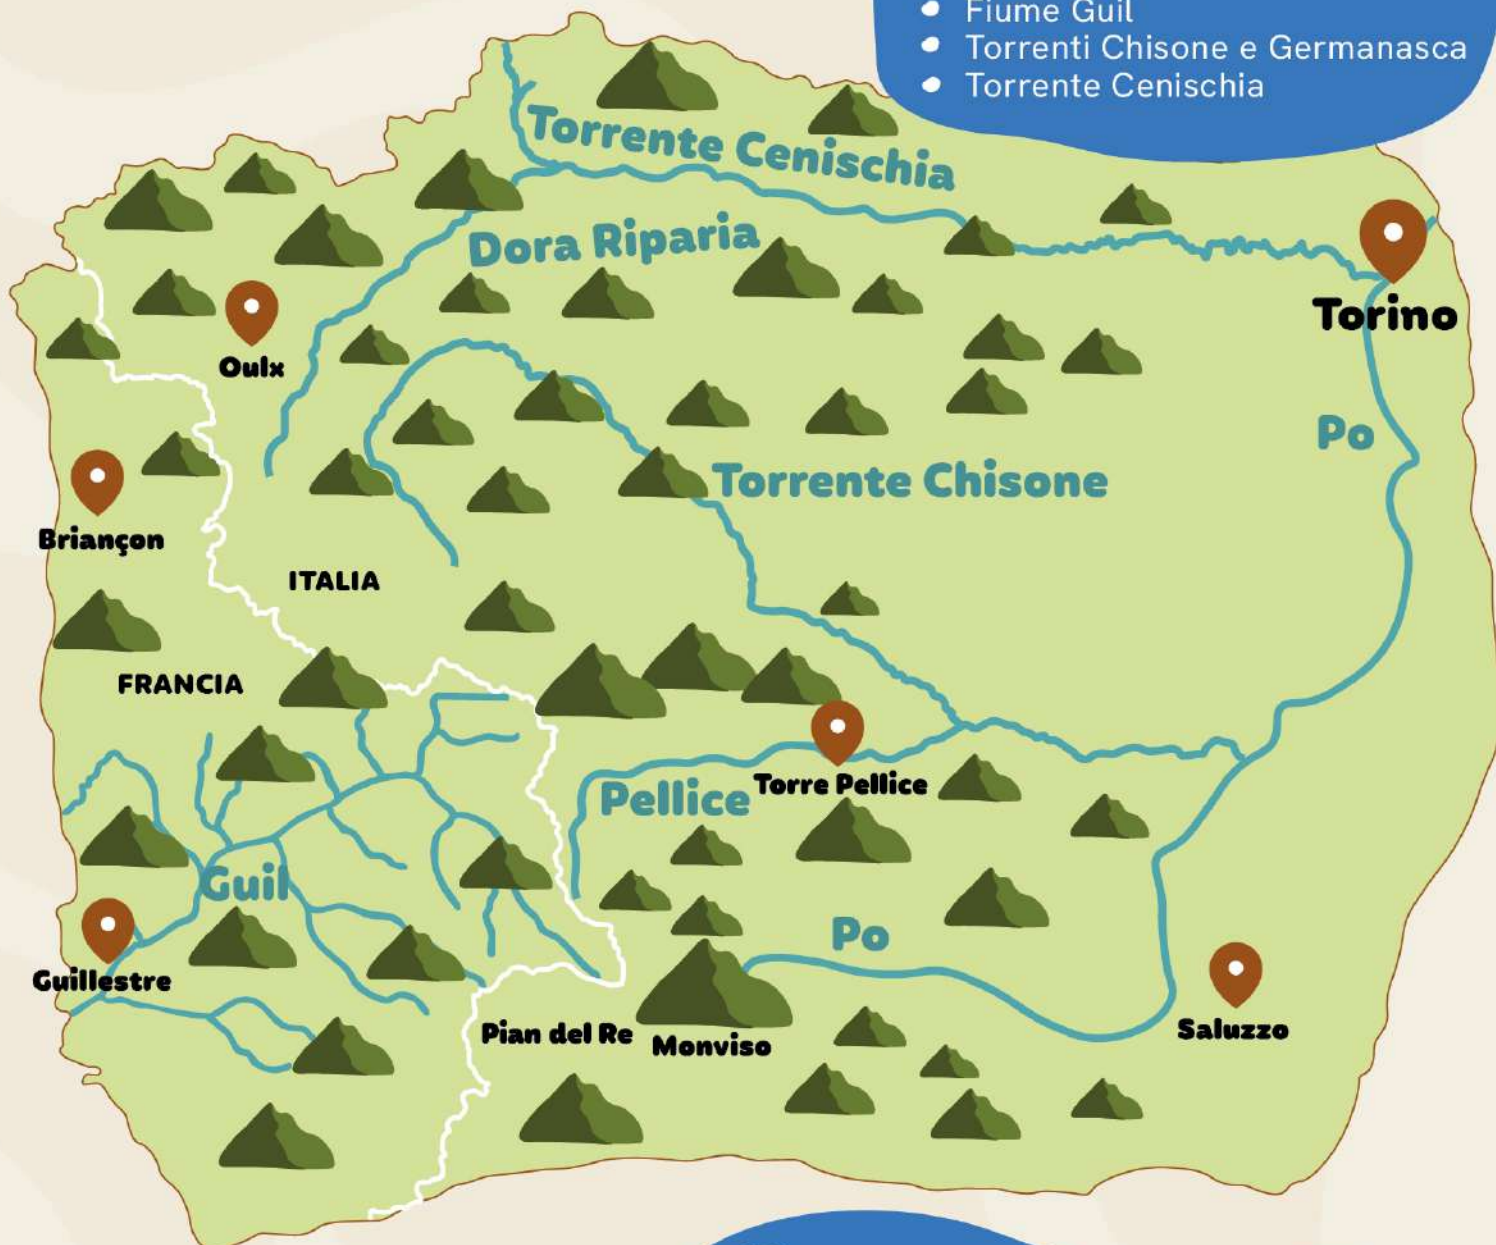 Fiume Guil
Torrenti Chisone e Germanasca
Torrente Cenischia
Torrente Cenischia
Dora Riparia
Torino
Oulx
Po
Torrente Chisone
Briançon
ITALIA
FRANCIA
Torre Pellice
Pellice
Guil
Po
Guillestre
Pian del Re
Monviso
Saluzzo